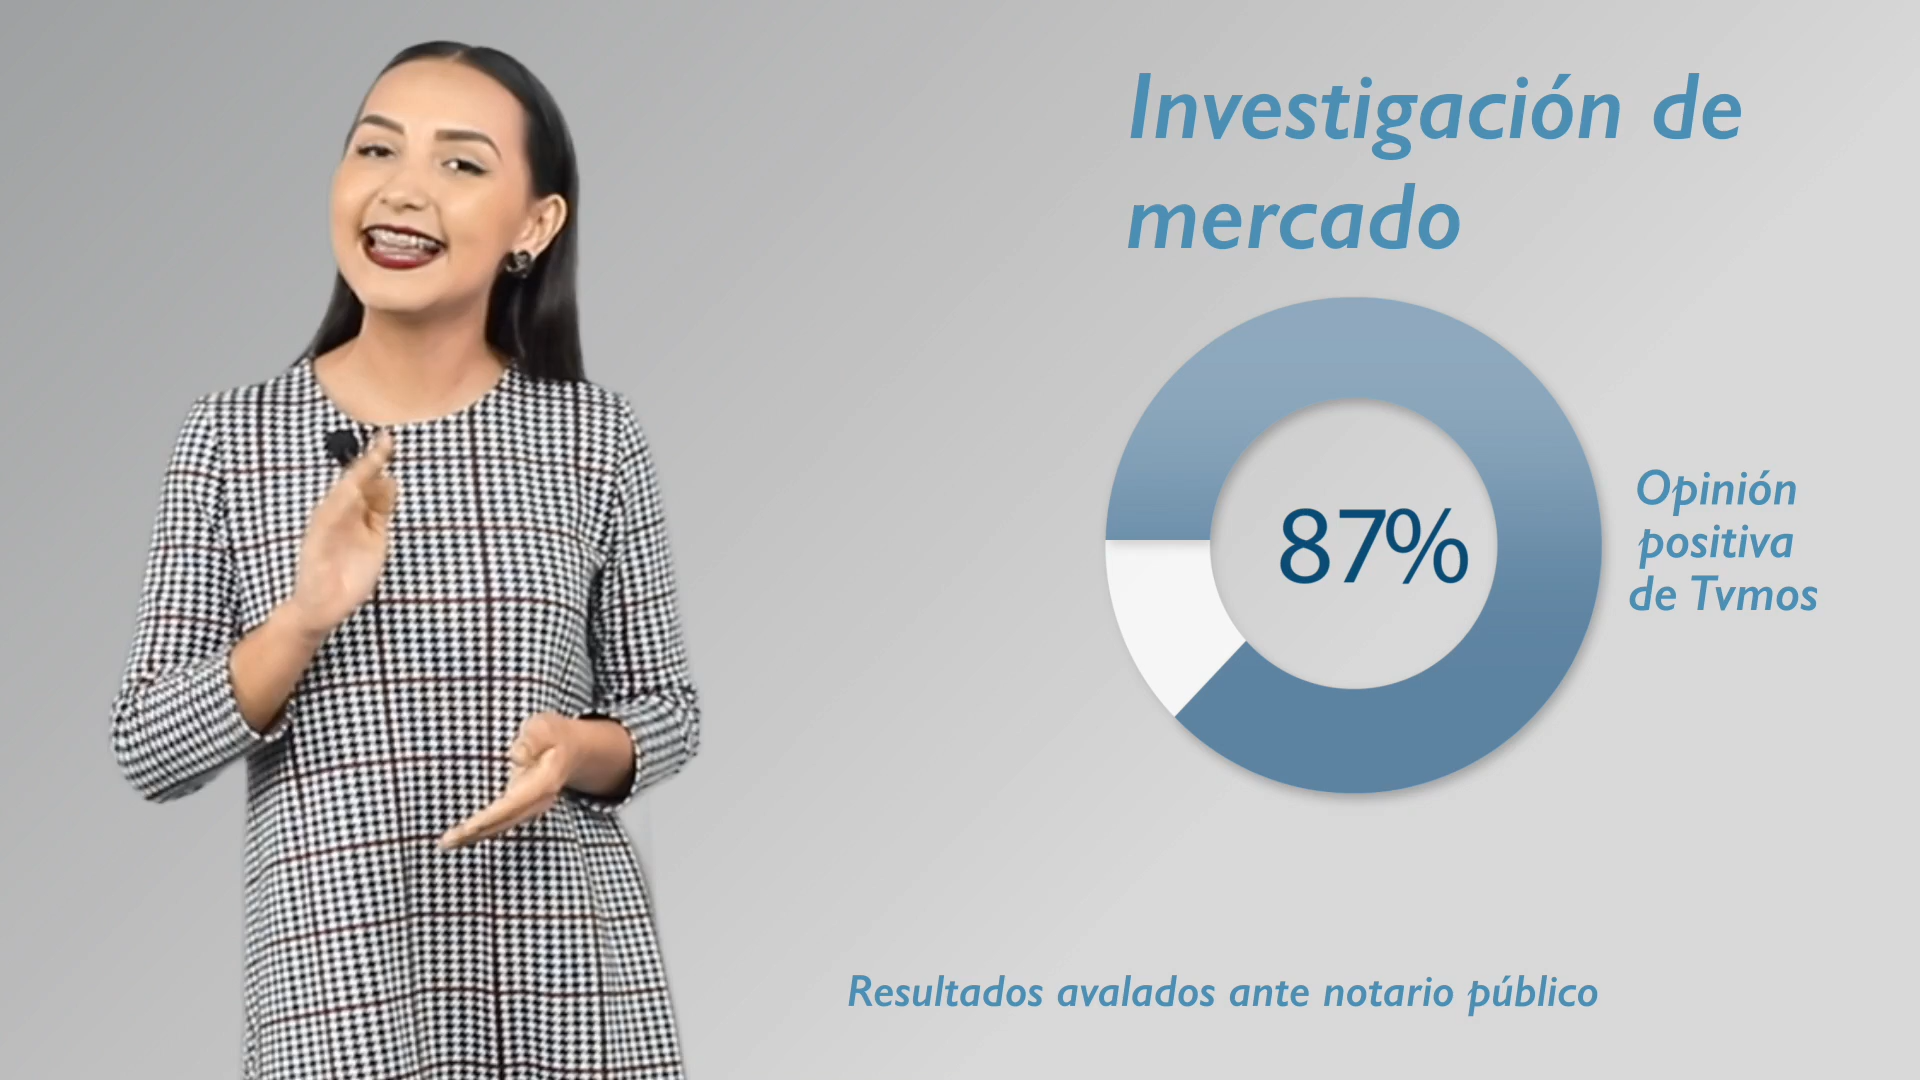 Investigación de
mercado
87%
Opinión
positiva
de Tvmos
Resultados avalados ante notario público